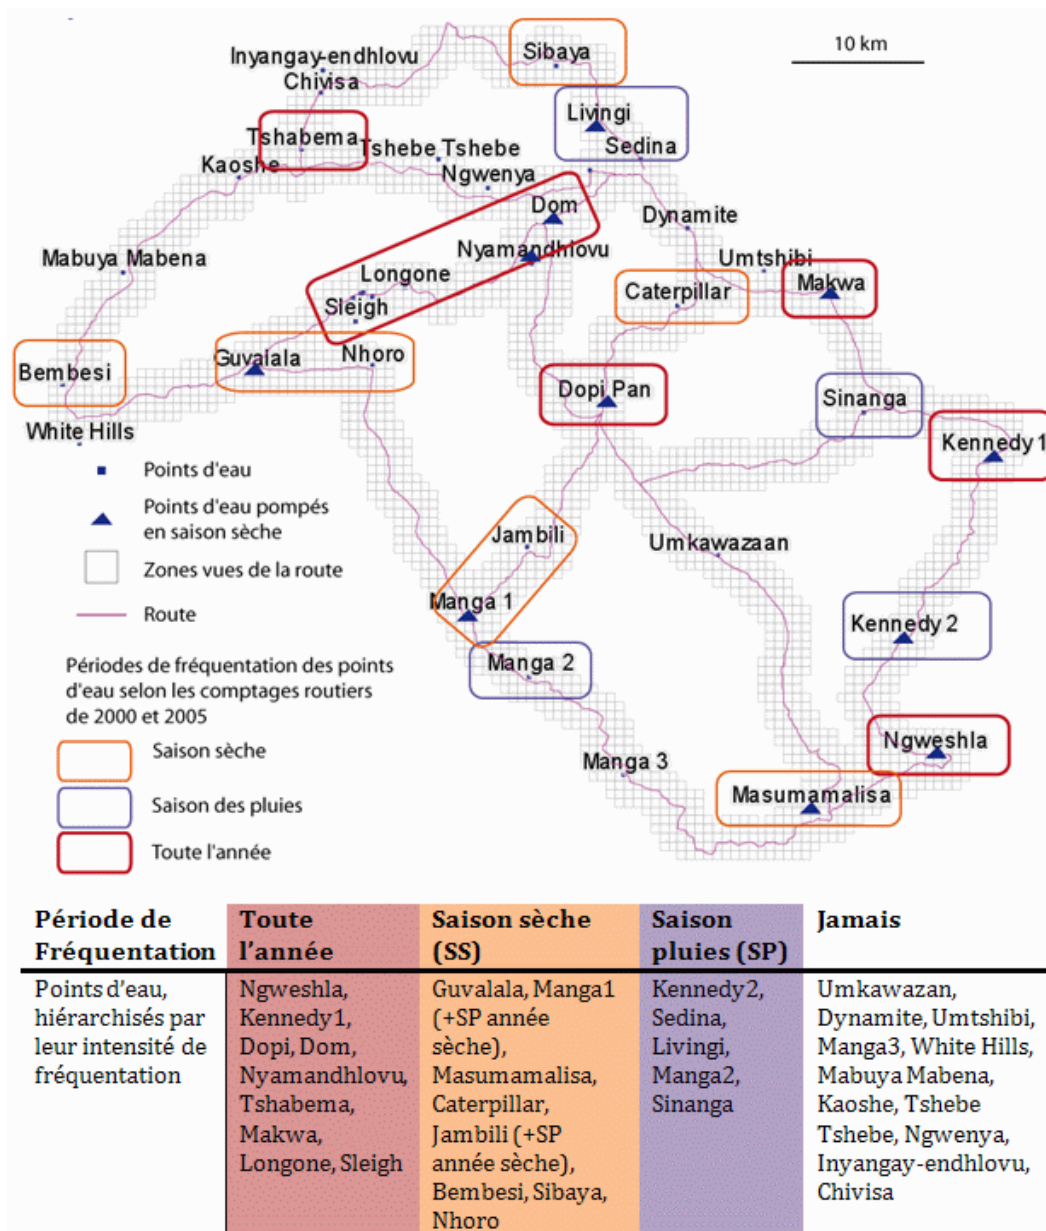 Inyangay-endhlovu
Chivisa
Sibaya
10 km
Livingi
Tshabema
Tshebe Tshebe
Sedina
Kaoshe
Ngwenya
Dom
Dynamite
Nyamandhlovu
Mabuya Mabena
Longone
Umtshibi
Caterpillar
Makwa
Sleigh
Bembesi
Guvalala
Nhoro
Dopi Pan
Sinanga
White Hills
Kennedy 1
Points d'eau
Points d'eau pompés
en saison sèche
Jambili
Umkawazaan
Zones vues de la route
Manga 1
Route
Kennedy 2
Manga 2
Périodes de fréquentation des points
d'eau selon les comptages routiers
de 2000 et 2005
Saison sèche
Ngweshla
Manga 3
Masumamalisa
Saison des pluies
Toute l'année
Période de
Fréquentation
Toute
l'année
Saison sèche
(SS)
Saison
pluies (SP)
Jamais
Points d'eau,
hiérarchisés par
leur intensité de
fréquentation
Ngweshla,
Kennedy1,
Dopi, Dom,
Nyamandhlovu,
Tshabema,
Makwa,
Longone, Sleigh
Guvalala, Manga1
(+SP année
sèche),
Masumamalisa,
Caterpillar,
Jambili (+SP
année sèche),
Bembesi, Sibaya,
Nhoro
Kennedy2,
Sedina,
Livingi,
Manga2,
Sinanga
Umkawazan,
Dynamite, Umtshibi,
Manga3, White Hills,
Mabuya Mabena,
Kaoshe, Tshebe
Tshebe, Ngwenya,
Inyangay-endhlovu,
Chivisa